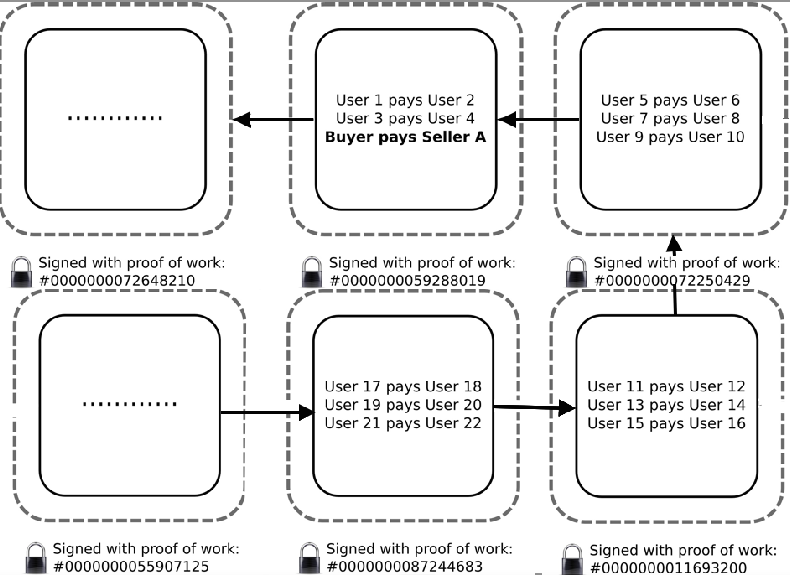 ............
User 1 pays User 2
User 3 pays User 4
Buyer pays Seller A
User 5 pays User 6
User 7 pays User 8
User 9 pays User 10
Signed with proof of work:
#0000000072648210
Signed with proof of work:
#0000000059288019
Signed with proof of work:
#0000000072250429
............
User 17 pays User 18
User 19 pays User 20
User 21 pays User 22
User 11 pays User 12
User 13 pays User 14
User 15 pays User 16
Signed with proof of work:
#0000000055907125
Signed with proof of work:
#0000000087244683
Signed with proof of work:
#0000000011693200